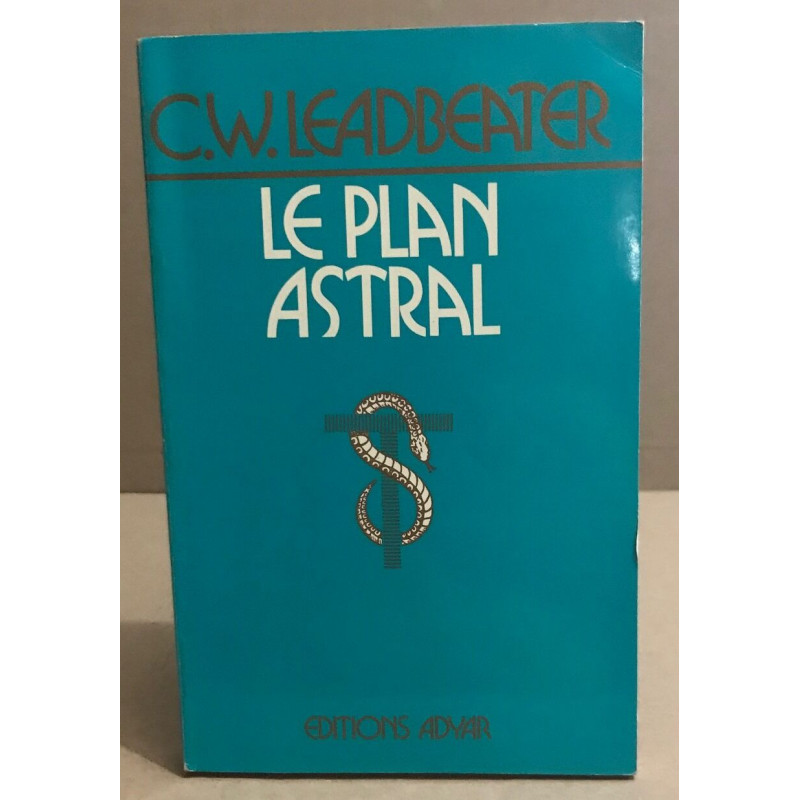 C.W. LEADBEATER
LE PLAN
ASTRAL
EDITIONS ADYAR